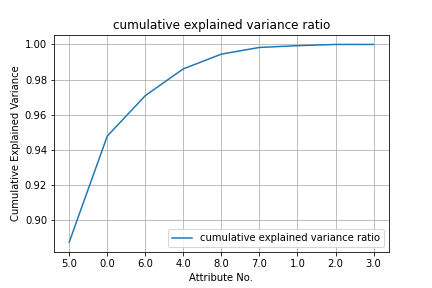 cumulative explained variance ratio
1.00
0.98
0.96
0.94
0.92
0.90
Cumulative Explained Variance
cumulative explained variance ratio
5.0 0.0 6.0 4.0 8.0 7.0 1.0 2.0 3.0
Attribute No.